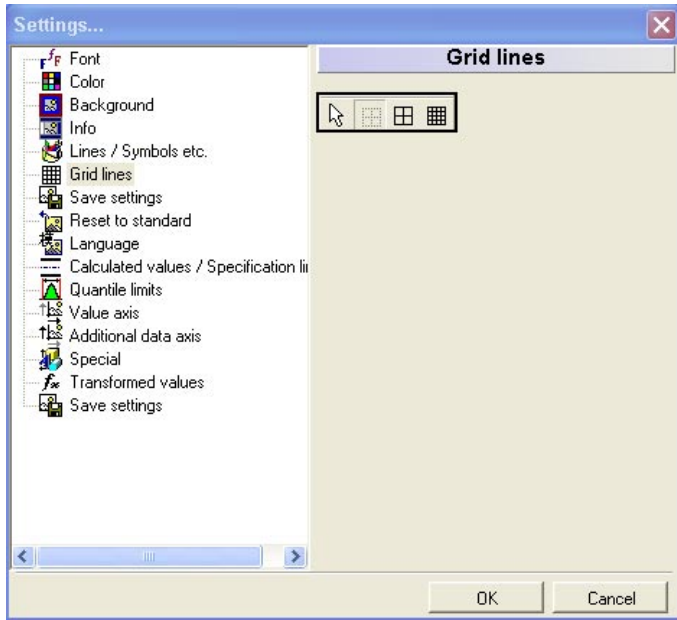 Settings...
Font
Color
Background
Info
Lines / Symbols etc.
Grid lines
Save settings
Reset to standard
Language
Calculated values / Specification li
Quantile limits
Value axis
Additional data axis
Special
Transformed values
Save settings
Grid lines
OK
Cancel